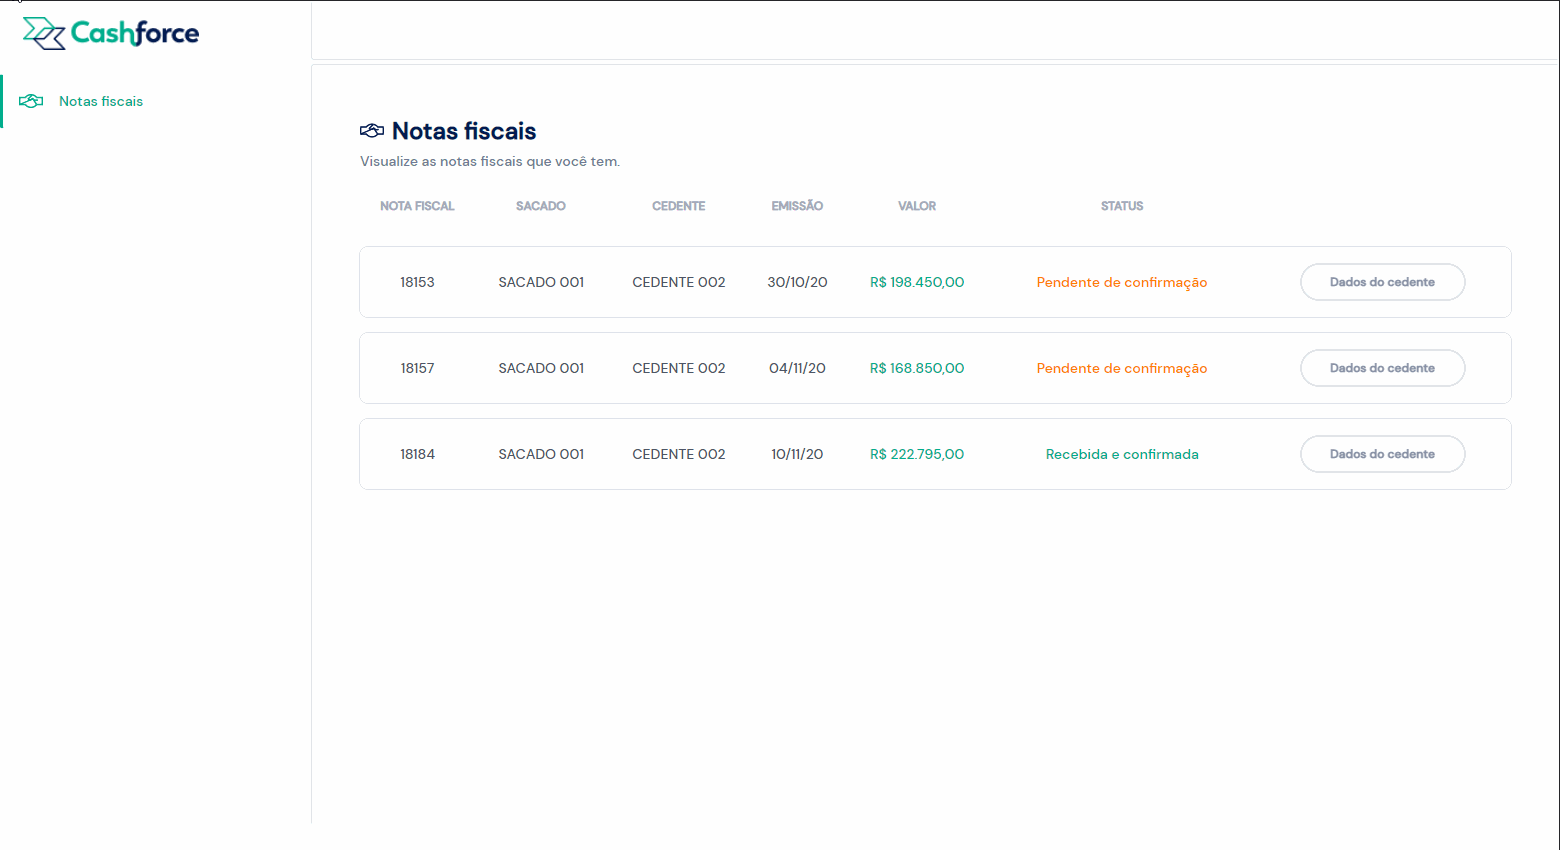 Cashforce
Notas fiscais
Notas fiscais
Visualize as notas fiscais que você tem.
NOTA FISCAL SACADO CEDENTE EMISSÃO VALOR STATUS
18153 SACADO 001 CEDENTE 002 30/10/20 R$ 198.450,00 Pendente de confirmação Dados do cedente
18157 SACADO 001 CEDENTE 002 04/11/20 R$ 168.850,00 Pendente de confirmação Dados do cedente
18184 SACADO 001 CEDENTE 002 10/11/20 R$ 222.795,00 Recebida e confirmada Dados do cedente